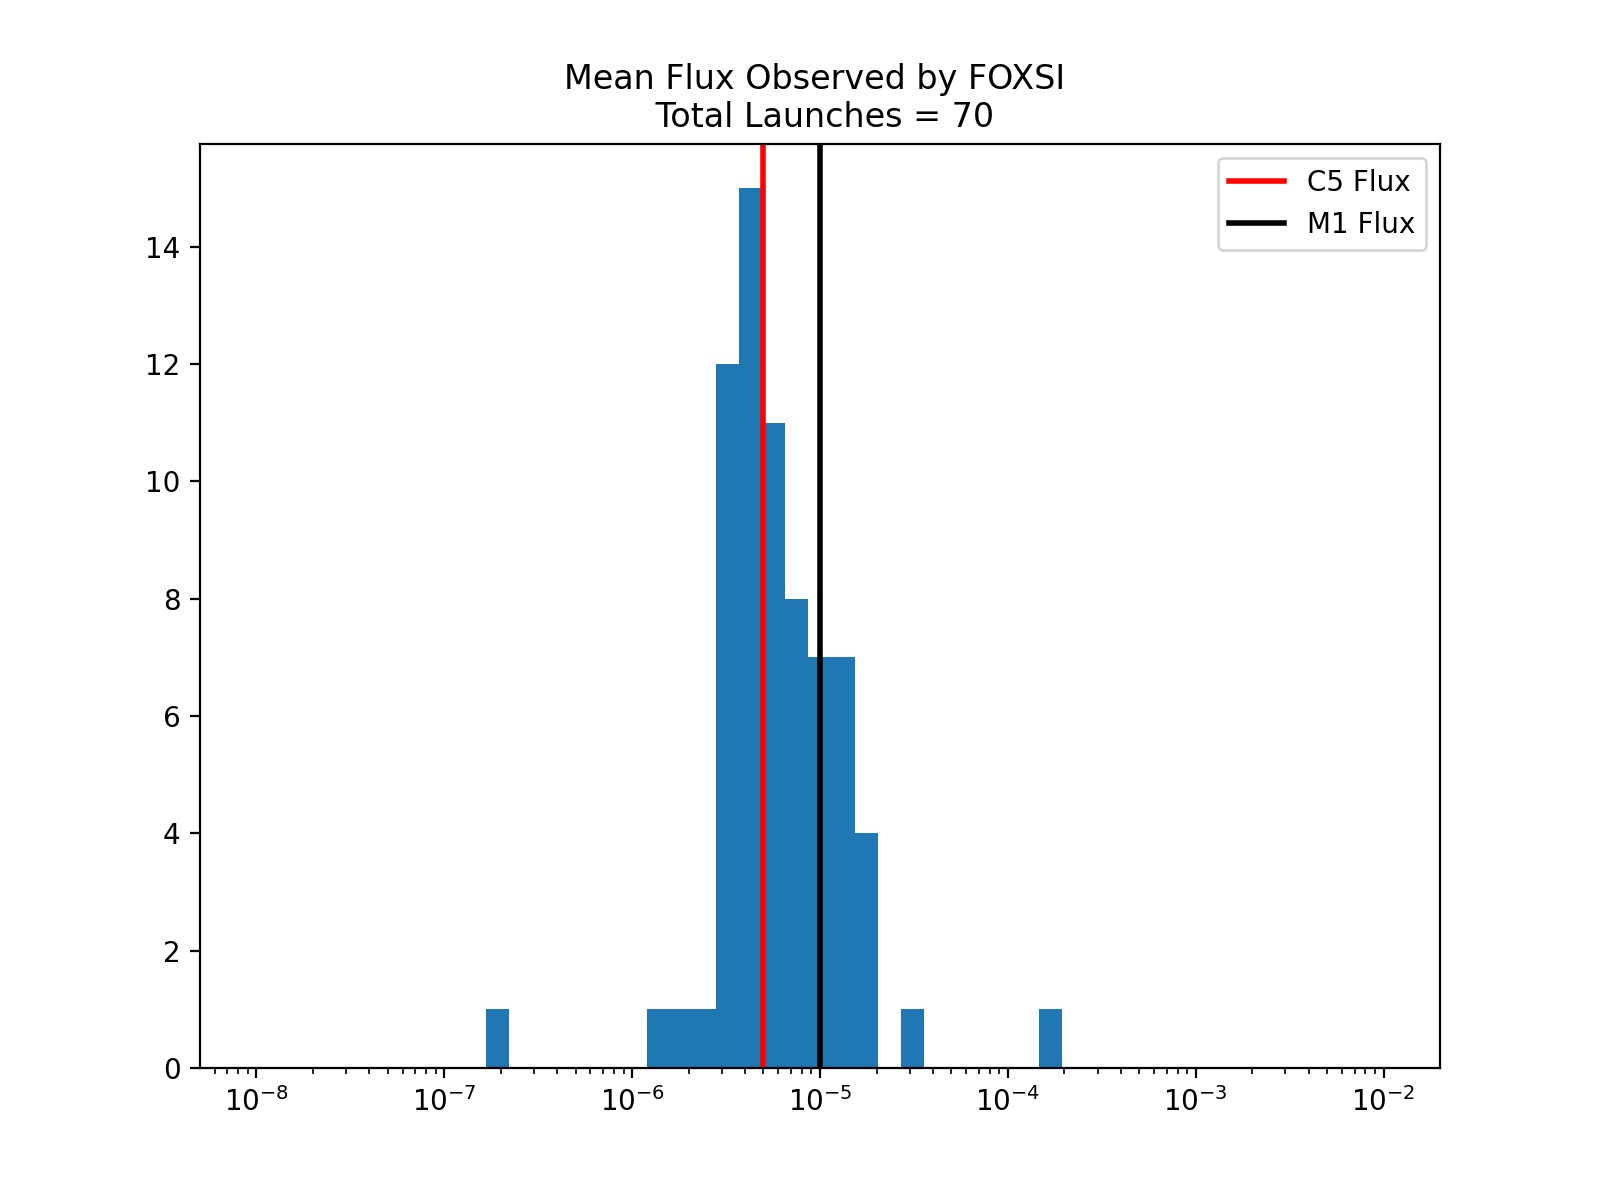 Mean Flux Observed by FOXSI
Total Launches = 70
C5 Flux
M1 Flux
14
12
10
8
6
4
2
0
10⁻⁸ 10⁻⁷ 10⁻⁶ 10⁻⁵ 10⁻⁴ 10⁻³ 10⁻²